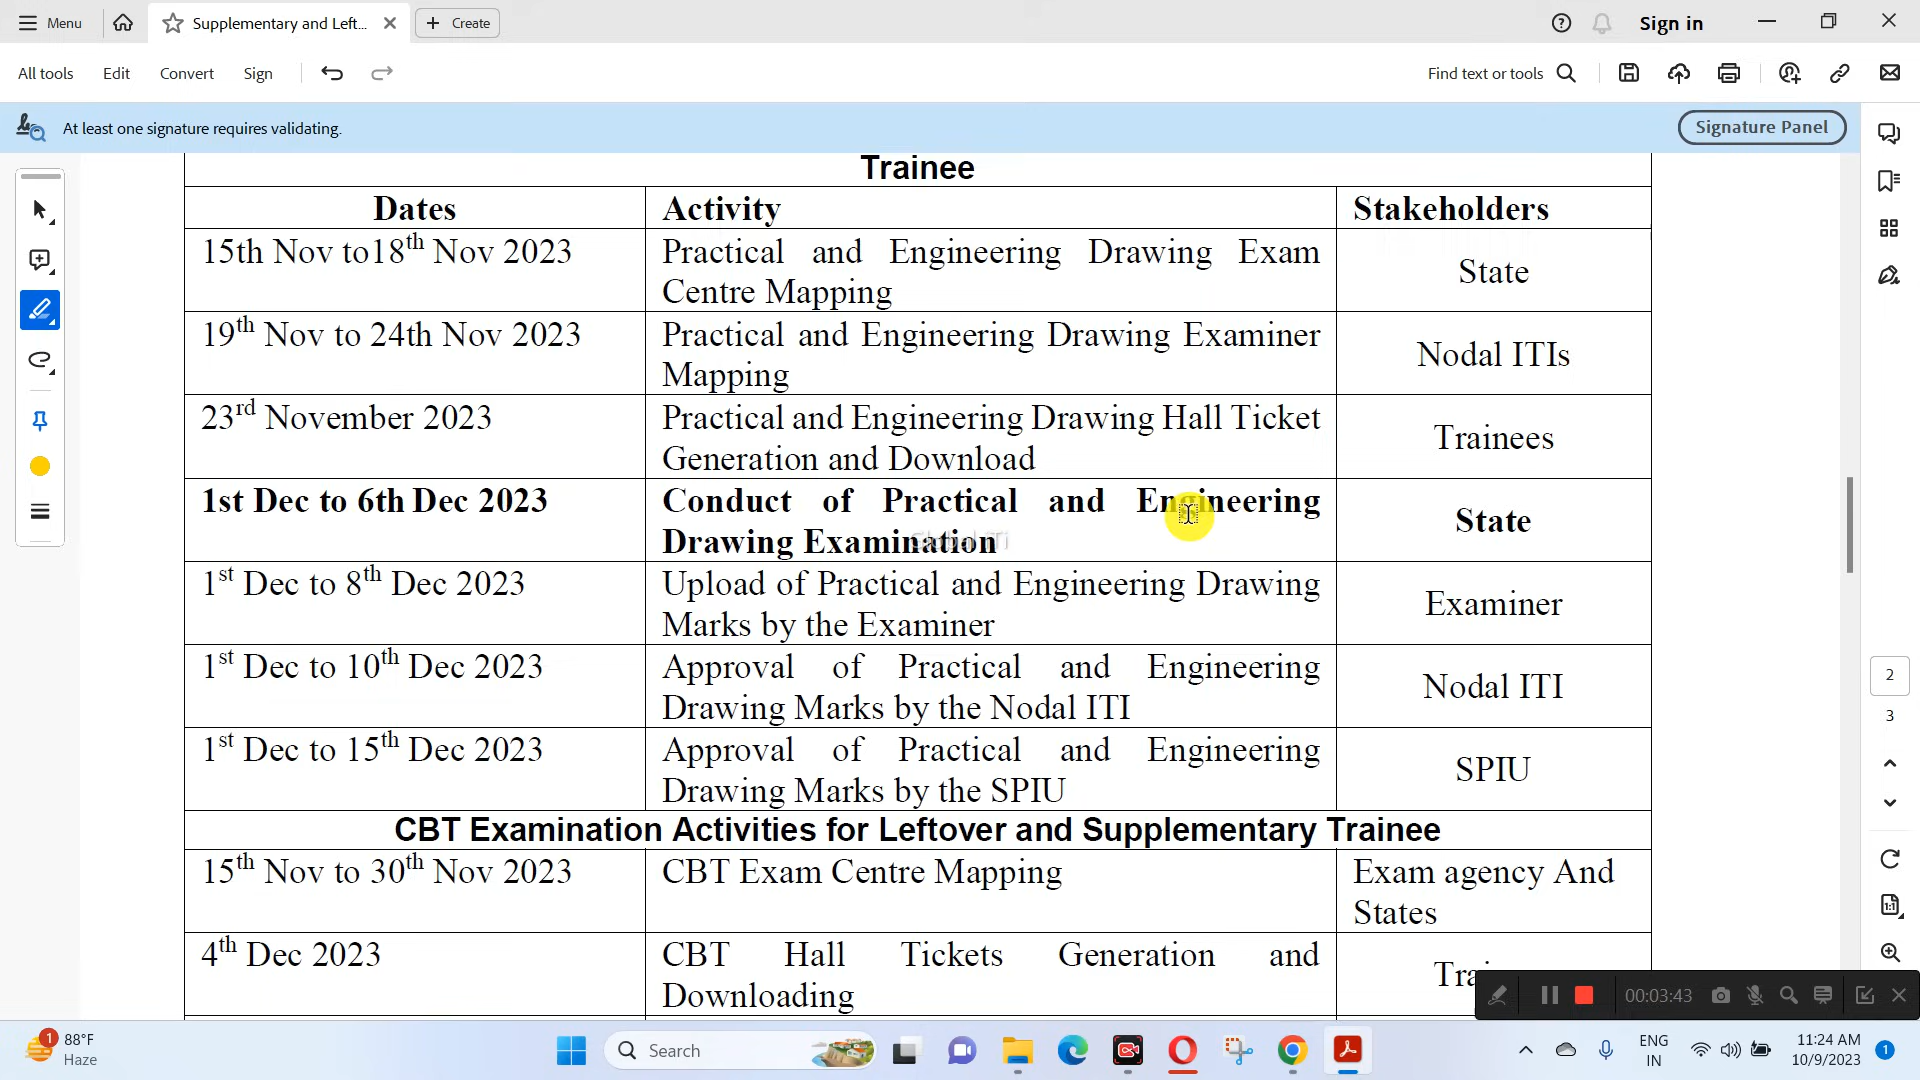 Menu
Supplementary and Left...
Create
Sign in
All tools
Edit
Convert
Sign
Find text or tools
At least one signature requires validating.
Signature Panel
Trainee
Dates Activity Stakeholders
15th Nov to18th Nov 2023
Practical and Engineering Drawing Exam
Centre Mapping
State
19th Nov to 24th Nov 2023
Practical and Engineering Drawing Examiner
Mapping
Nodal ITIs
23rd November 2023
Practical and Engineering Drawing Hall Ticket
Generation and Download
Trainees
1st Dec to 6th Dec 2023
Conduct of Practical and Engineering
Drawing Examination
State
Global iTi
1st Dec to 8th Dec 2023
Upload of Practical and Engineering Drawing
Marks by the Examiner
Examiner
1st Dec to 10th Dec 2023
Approval of Practical and Engineering
Drawing Marks by the Nodal ITI
Nodal ITI
1st Dec to 15th Dec 2023
Approval of Practical and Engineering
Drawing Marks by the SPIU
SPIU
CBT Examination Activities for Leftover and Supplementary Trainee
15th Nov to 30th Nov 2023
CBT Exam Centre Mapping
Exam agency And
States
4th Dec 2023
CBT Hall Tickets Generation and
Downloading
2
3
1:1
00:03:43
1
88°F
Haze
Search
ENG
IN
11:24 AM
10/9/2023
1